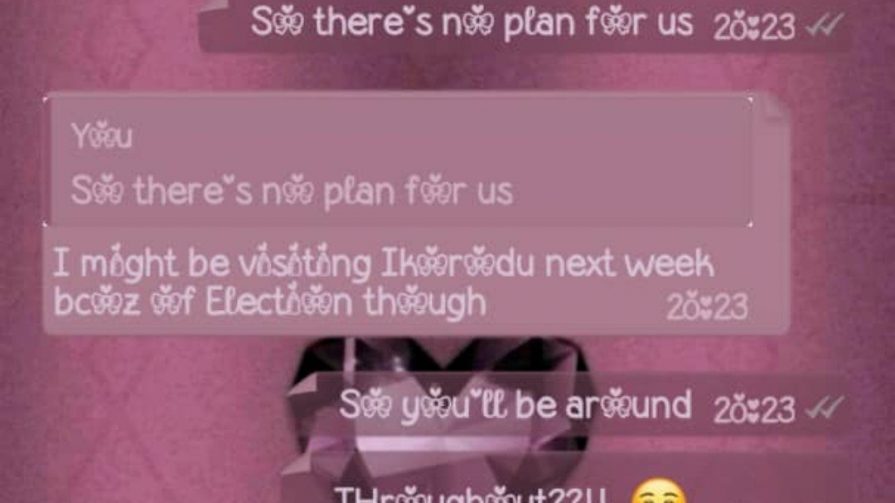 So there's no plan for us 20:23
You
So there's no plan for us
I might be visiting Ikorodu next week
bcoz of Election though 20:23
So you'll be around 20:23
THroughout??!!